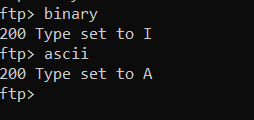 ftp> binary
200 Type set to I
ftp> ascii
200 Type set to A
ftp>